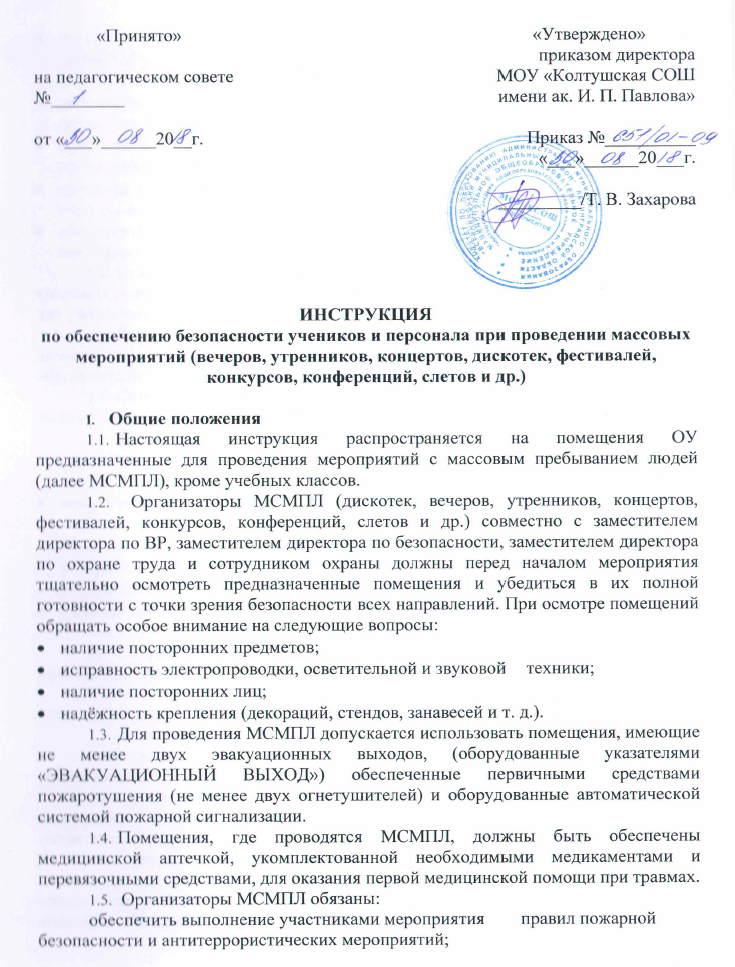 «Принято» «Утверждено»
приказом директора
на педагогическом совете МОУ «Колтушская СОШ
№ 1 имени ак. И. П. Павлова»
от «30» 08 2018 г. Приказ № 651/01-09
«30» 08 2018 г.
/Т. В. Захарова
ИНСТРУКЦИЯ
по обеспечению безопасности учеников и персонала при проведении массовых
мероприятий (вечеров, утренников, концертов, дискотек, фестивалей,
конкурсов, конференций, слетов и др.)
I. Общие положения
1.1. Настоящая инструкция распространяется на помещения ОУ
предназначенные для проведения мероприятий с массовым пребыванием людей
(далее МСМПЛ), кроме учебных классов.
1.2. Организаторы МСМПЛ (дискотек, вечеров, утренников, концертов,
фестивалей, конкурсов, конференций, слетов и др.) совместно с заместителем
директора по ВР, заместителем директора по безопасности, заместителем директора
по охране труда и сотрудником охраны должны перед началом мероприятия
тщательно осмотреть предназначенные помещения и убедиться в их полной
готовности с точки зрения безопасности всех направлений. При осмотре помещений
обращать особое внимание на следующие вопросы:
• наличие посторонних предметов;
• исправность электропроводки, осветительной и звуковой техники;
• наличие посторонних лиц;
• надёжность крепления (декораций, стендов, занавесей и т. д.).
1.3. Для проведения МСМПЛ допускается использовать помещения, имеющие
не менее двух эвакуационных выходов, (оборудованные указателями
«ЭВАКУАЦИОННЫЙ ВЫХОД») обеспеченные первичными средствами
пожаротушения (не менее двух огнетушителей) и оборудованные автоматической
системой пожарной сигнализации.
1.4. Помещения, где проводятся МСМПЛ, должны быть обеспечены
медицинской аптечкой, укомплектованной необходимыми медикаментами и
перевязочными средствами, для оказания первой медицинской помощи при травмах.
1.5. Организаторы МСМПЛ обязаны:
обеспечить выполнение участниками мероприятия правил пожарной
безопасности и антитеррористических мероприятий;